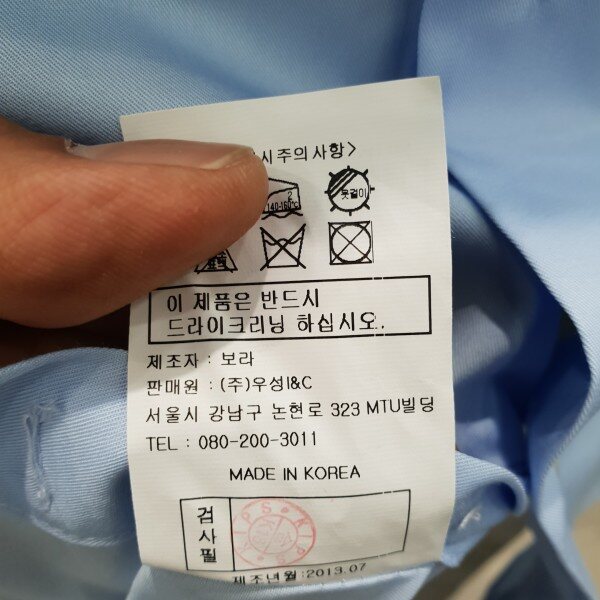 시주의사항>
2
140-160℃
옷걸이
이 제품은 반드시
드라이크리닝 하십시오.
제조자 : 보라
판매원 : (주)우성I&C
서울시 강남구 논현로 323 MTU빌딩
TEL : 080-200-3011
MADE IN KOREA
검사필
제조년월 : 2013.07